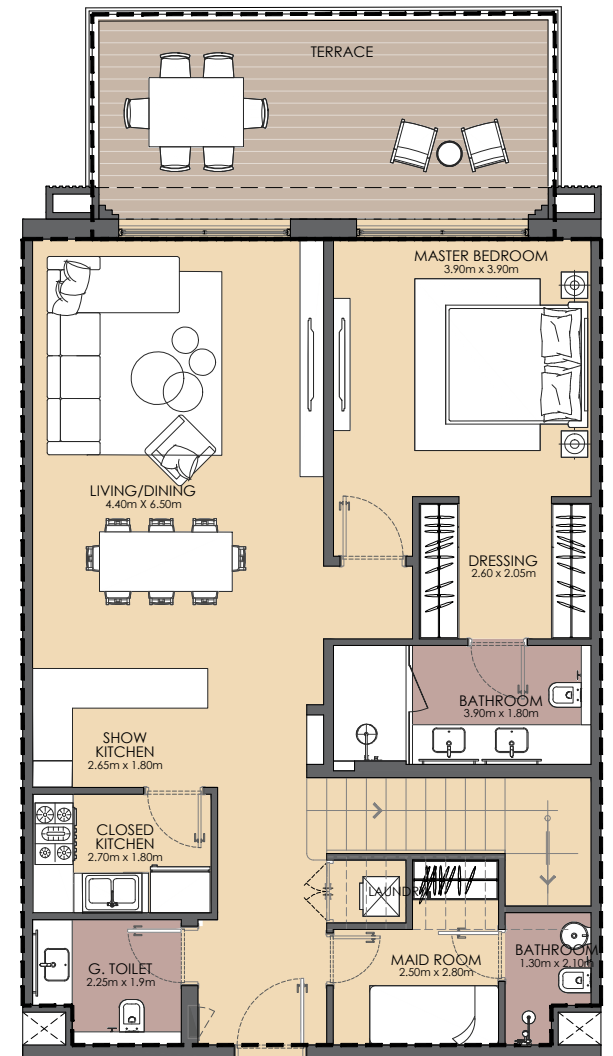 TERRACE
MASTER BEDROOM
3.90m x 3.90m
LIVING/DINING
4.40m X 6.50m
DRESSING
2.60 x 2.05m
BATHROOM
3.90m x 1.80m
SHOW
KITCHEN
2.65m x 1.80m
CLOSED
KITCHEN
2.70m x 1.80m
LAUNDRY
MAID ROOM
2.50m x 2.80m
BATHROOM
1.30m x 2.10m
G. TOILET
2.25m x 1.9m